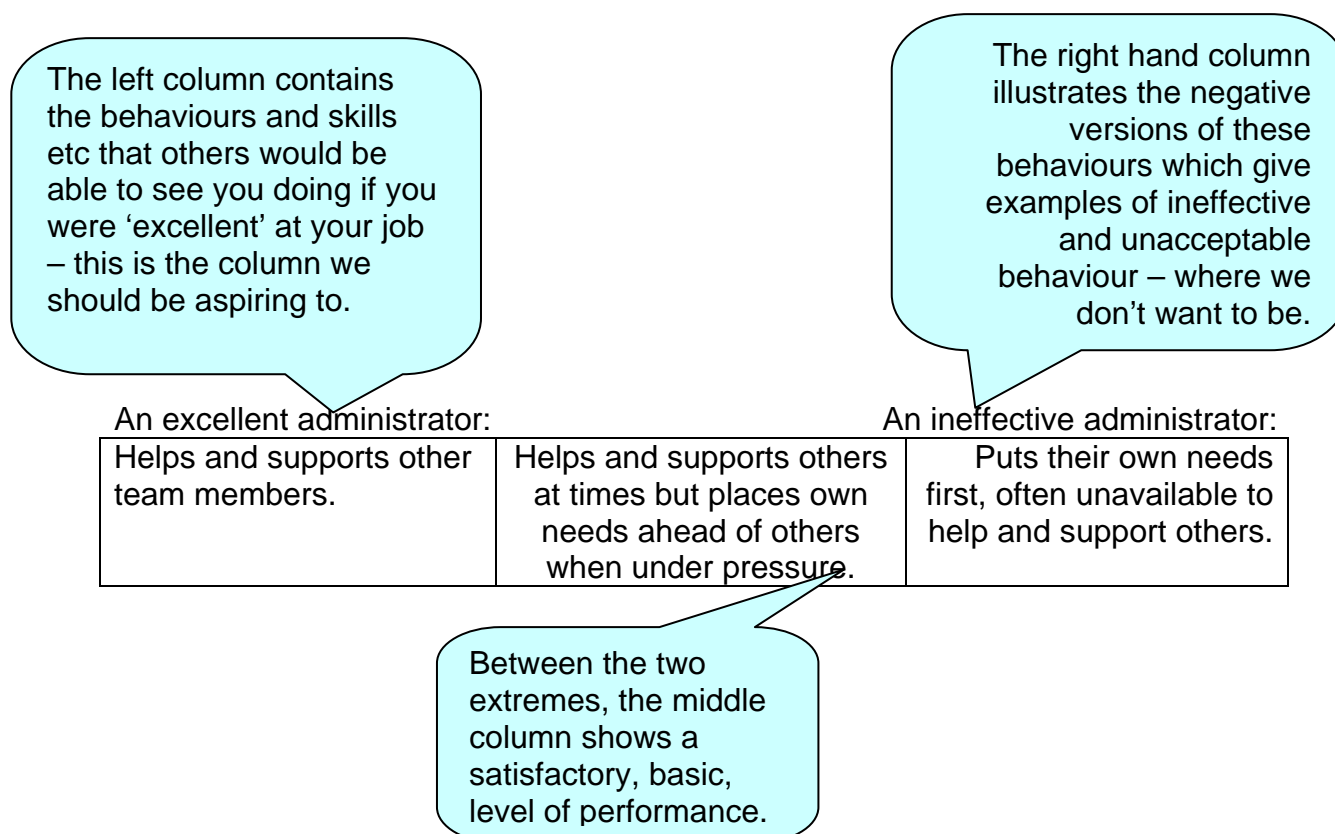 The left column contains
the behaviours and skills
etc that others would be
able to see you doing if you
were ‘excellent’ at your job
– this is the column we
should be aspiring to.
The right hand column
illustrates the negative
versions of these
behaviours which give
examples of ineffective
and unacceptable
behaviour – where we
don’t want to be.
An excellent administrator:
An ineffective administrator:
Helps and supports other
team members.
Helps and supports others
at times but places own
needs ahead of others
when under pressure.
Puts their own needs
first, often unavailable to
help and support others.
Between the two
extremes, the middle
column shows a
satisfactory, basic,
level of performance.